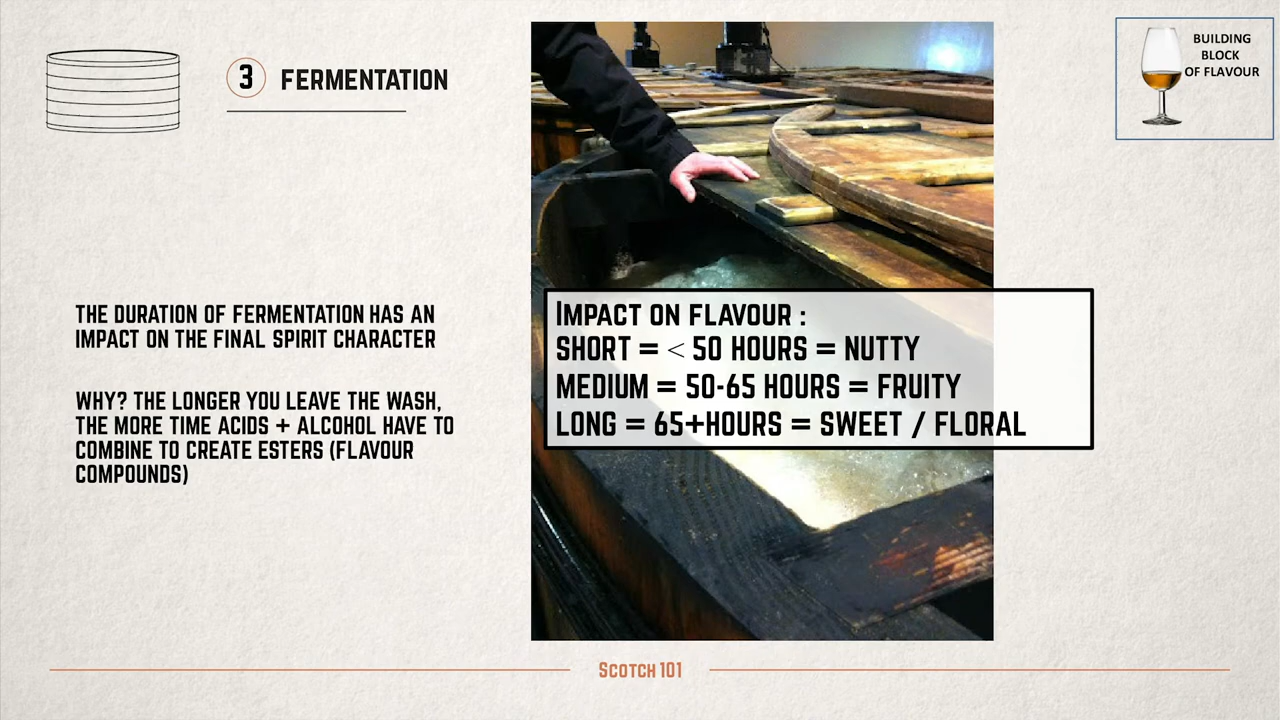 3 FERMENTATION
BUILDING
BLOCK
OF FLAVOUR
THE DURATION OF FERMENTATION HAS AN
IMPACT ON THE FINAL SPIRIT CHARACTER
WHY? THE LONGER YOU LEAVE THE WASH,
THE MORE TIME ACIDS + ALCOHOL HAVE TO
COMBINE TO CREATE ESTERS (FLAVOUR
COMPOUNDS)
IMPACT ON FLAVOUR :
SHORT = < 50 HOURS = NUTTY
MEDIUM = 50-65 HOURS = FRUITY
LONG = 65+HOURS = SWEET / FLORAL
SCOTCH 101